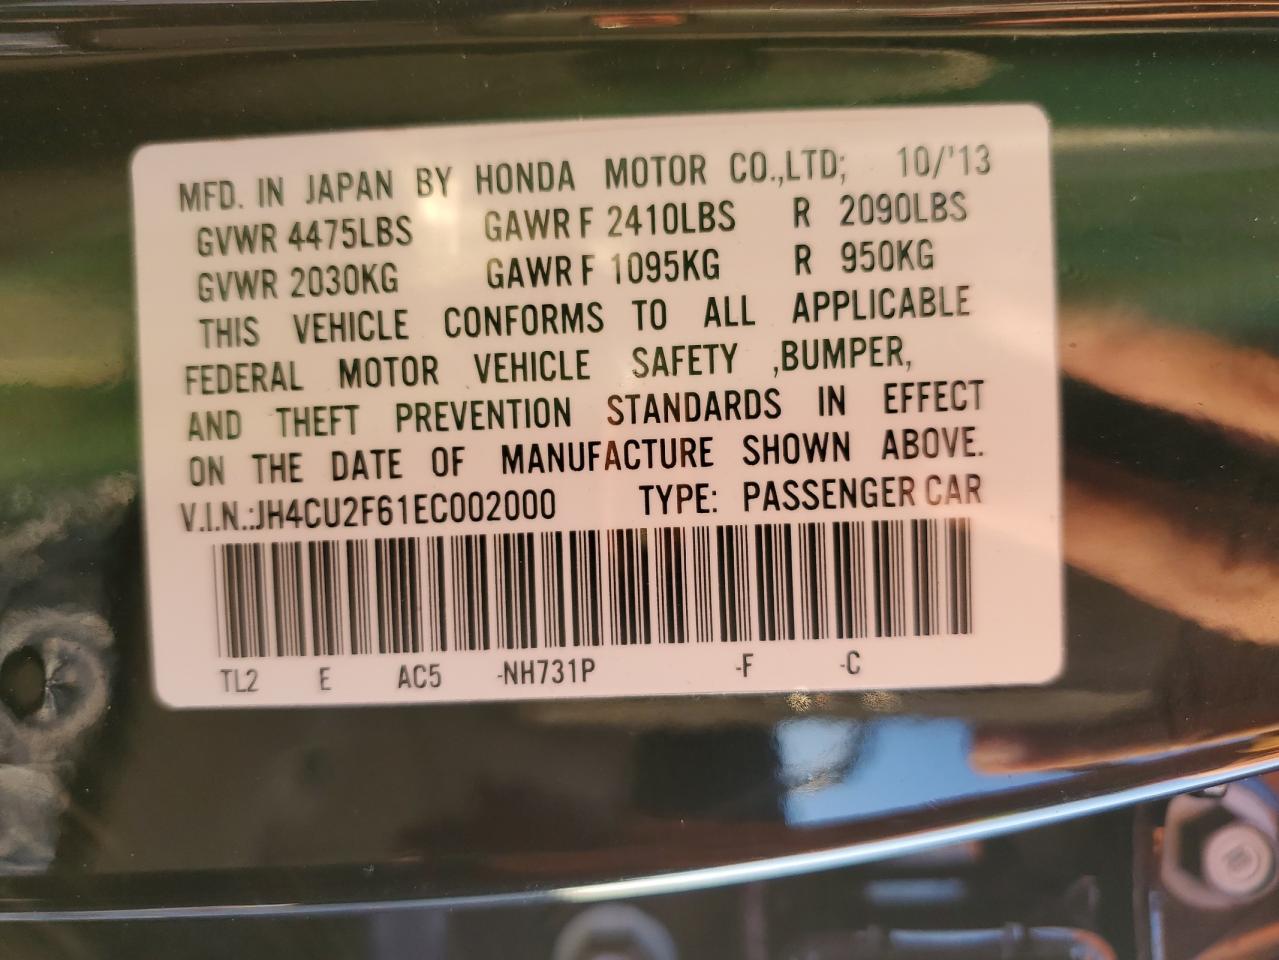 MFD. IN JAPAN BY HONDA MOTOR CO.,LTD; 10/'13
GVWR 4475LBS GAWR F 2410LBS R 2090LBS
GVWR 2030KG GAWR F 1095KG R 950KG
THIS VEHICLE CONFORMS TO ALL APPLICABLE
FEDERAL MOTOR VEHICLE SAFETY ,BUMPER,
AND THEFT PREVENTION STANDARDS IN EFFECT
ON THE DATE OF MANUFACTURE SHOWN ABOVE.
V.I.N.:JH4CU2F61EC002000 TYPE: PASSENGER CAR
TL2 E AC5 -NH731P -F -C